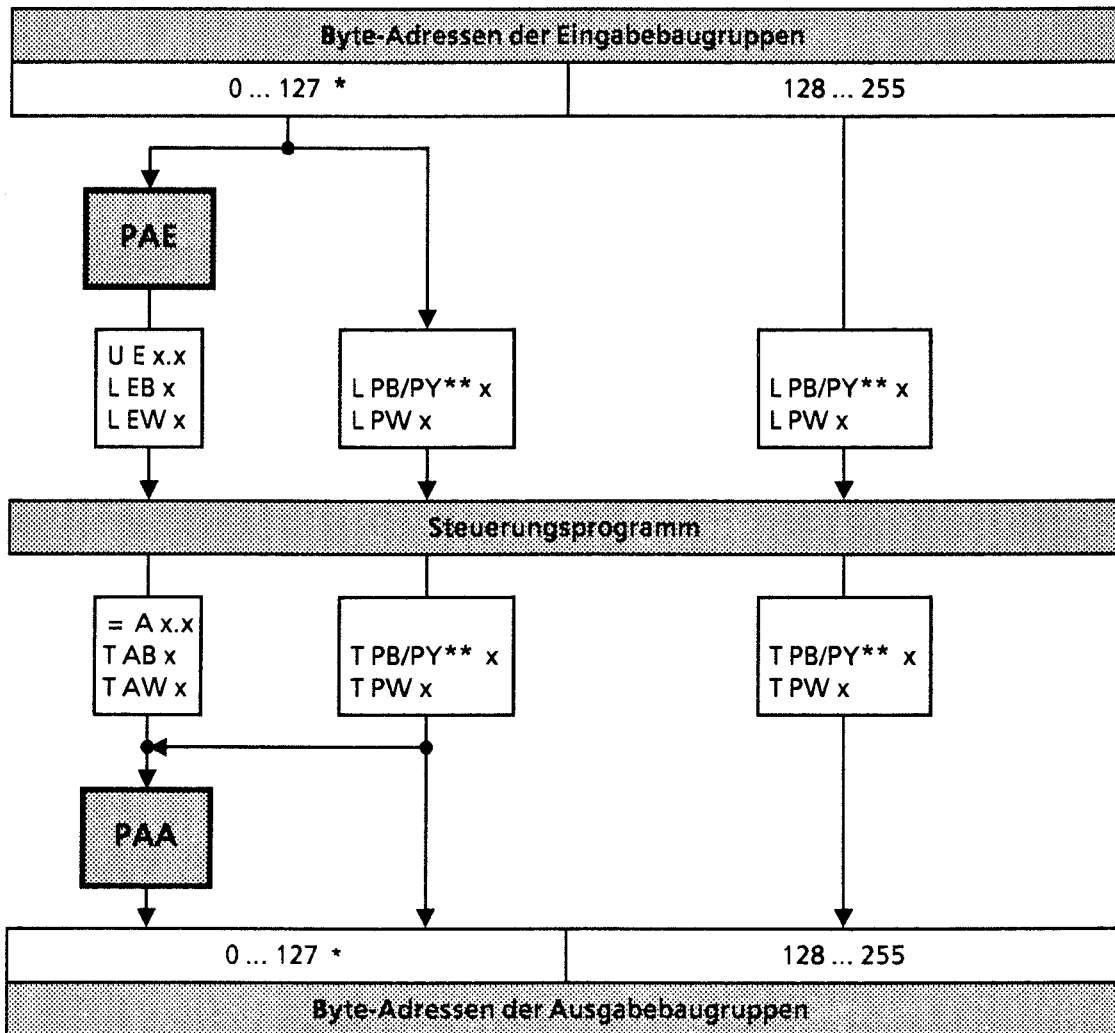 Byte-Adressen der Eingabebaugruppen
0 ... 127 *
128 ... 255
PAE
U E x.x
L EB x
L EW x
L PB/PY** x
L PW x
L PB/PY** x
L PW x
Steuerungsprogramm
= A x.x
T AB x
T AW x
T PB/PY** x
T PW x
T PB/PY** x
T PW x
PAA
0 ... 127 *
128 ... 255
Byte-Adressen der Ausgabebaugruppen